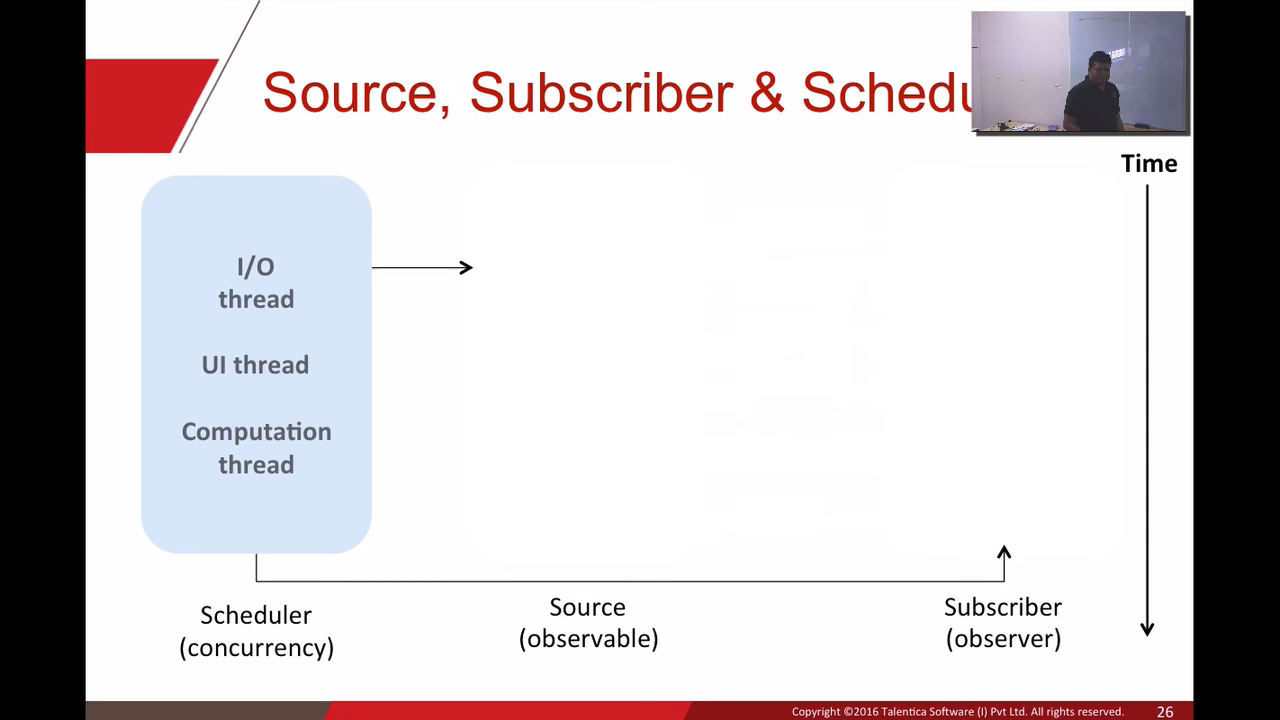 Source, Subscriber & Schedu
Time
I/O
thread
UI thread
Computation
thread
Scheduler
(concurrency)
Source
(observable)
Subscriber
(observer)
Copyright ©2016 Talentica Software (I) Pvt Ltd. All rights reserved.
26